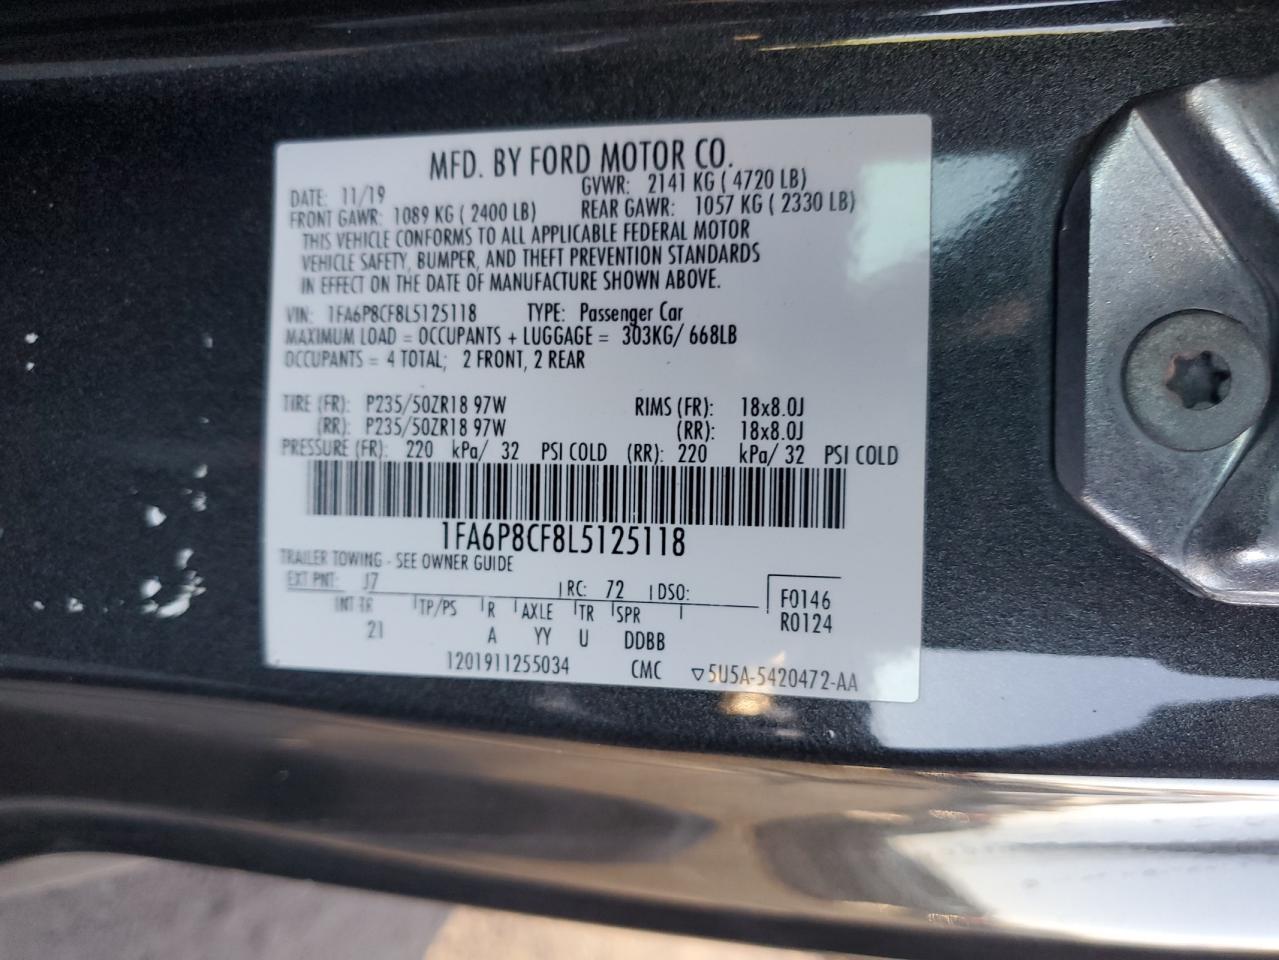 MFD. BY FORD MOTOR CO.
DATE: 11/19 GVWR: 2141 KG ( 4720 LB)
FRONT GAWR: 1089 KG ( 2400 LB) REAR GAWR: 1057 KG ( 2330 LB)
THIS VEHICLE CONFORMS TO ALL APPLICABLE FEDERAL MOTOR
VEHICLE SAFETY, BUMPER, AND THEFT PREVENTION STANDARDS
IN EFFECT ON THE DATE OF MANUFACTURE SHOWN ABOVE.
VIN: 1FA6P8CF8L5125118 TYPE: Passenger Car
MAXIMUM LOAD = OCCUPANTS + LUGGAGE = 303KG/ 668LB
OCCUPANTS = 4 TOTAL; 2 FRONT, 2 REAR
TIRE (FR): P235/50ZR18 97W RIMS (FR): 18x8.0J
(RR): P235/50ZR18 97W (RR): 18x8.0J
PRESSURE (FR): 220 kPa/ 32 PSI COLD (RR): 220 kPa/ 32 PSI COLD
1FA6P8CF8L5125118
TRAILER TOWING - SEE OWNER GUIDE
EXT PNT: J7 RC: 72 DSO:
INT TR TP/PS R AXLE TR SPR F0146
21 A YY U DDBB R0124
1201911255034 CMC ▽5U5A-5420472-AA